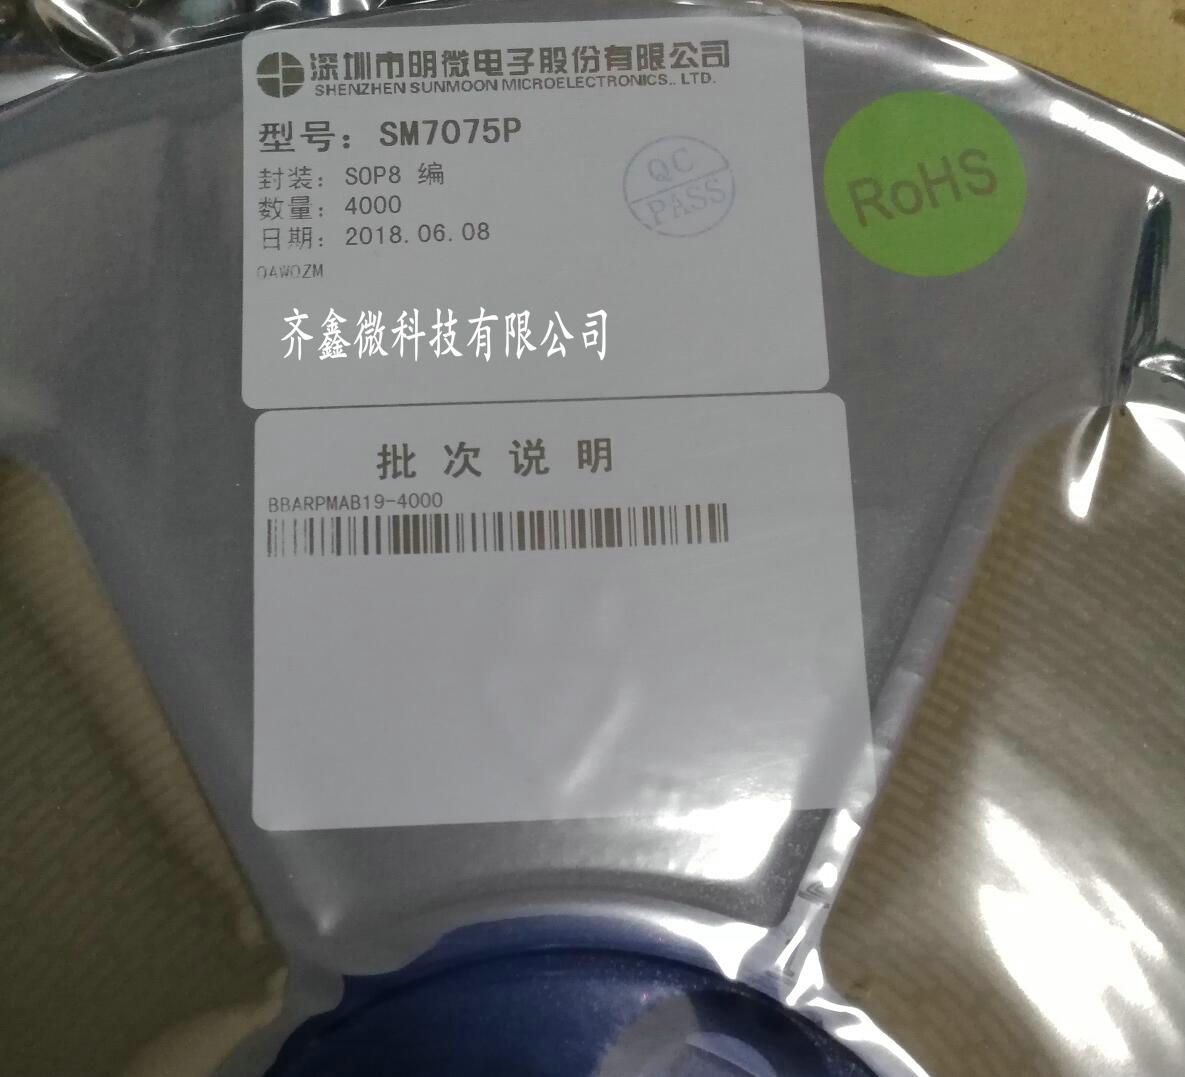 深圳市明微电子股份有限公司
SHENZHEN SUNMOON MICROELECTRONICS.. LTD.
型号: SM7075P
封装: SOP8 编
数量: 4000
日期: 2018.06.08
QC
PASS
RoHS
齐鑫微科技有限公司
批次说明
BBARPMAB19-4000